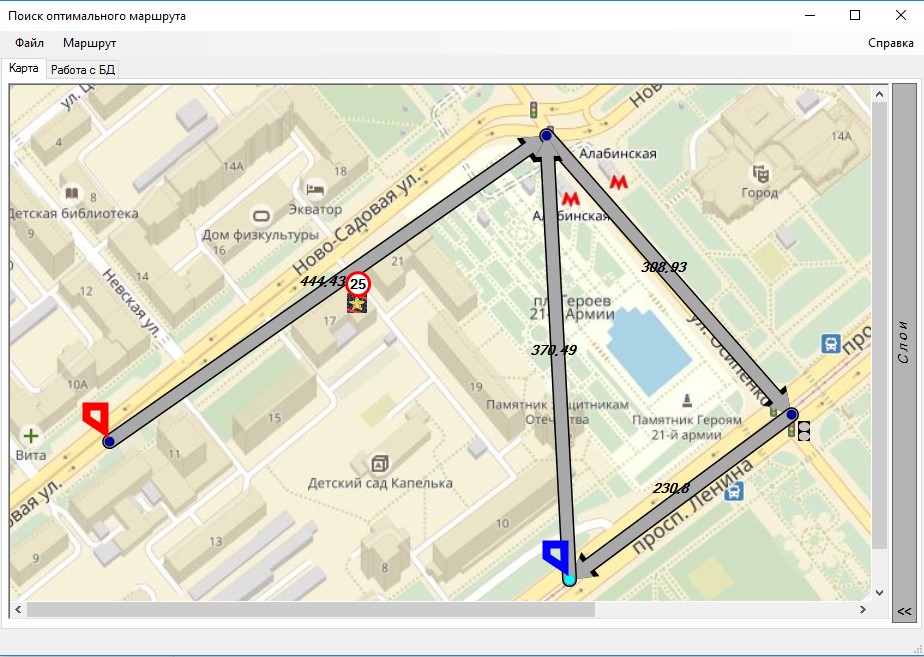 Поиск оптимального маршрута
Файл Маршрут Справка
Карта Работа с БД
ул. Ц
Ново
4
14А
14А
18
Алабинская
Город
8
Детская библиотека
Экватор
Алабинская
9
16
Дом физкультуры
Ново-Садовая ул.
21
308.93
12
14
Невская ул.
444.43
25
пл. Героев
21-й Армии
17
ул. Осипенко
просп
Слои
370.49
10А
19
15
Памятник защитникам
Отечества
Памятник Героям
21-й армии
Вита
11
Детский сад Капелька
230.8
просп. Ленина
овая ул.
10
13
9
8
<<